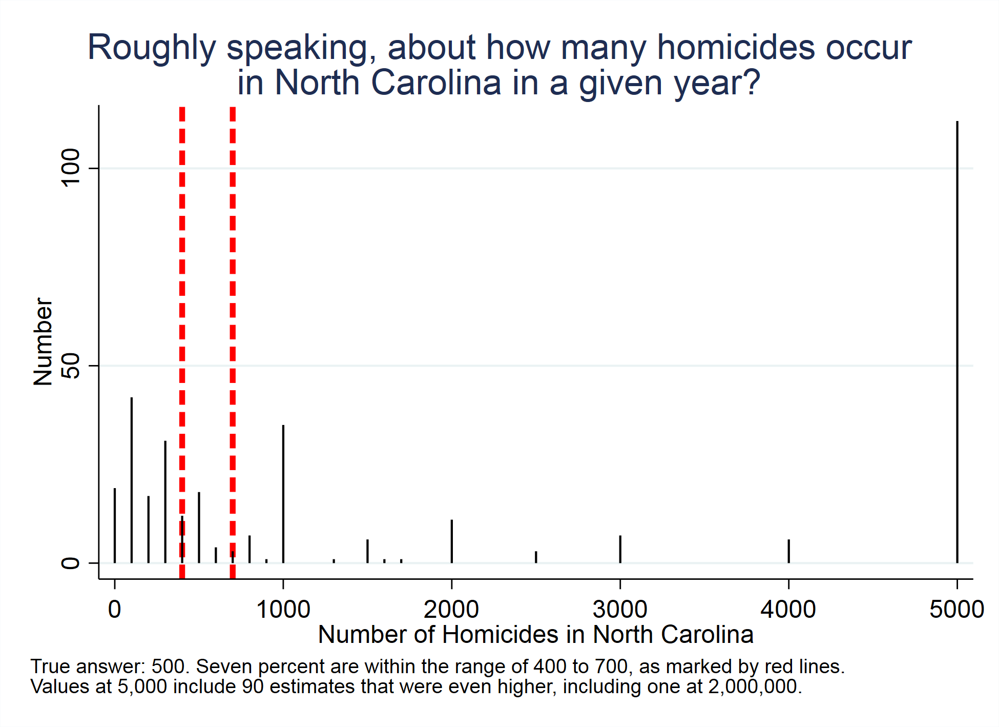 Roughly speaking, about how many homicides occur
in North Carolina in a given year?
Number
100
50
0
0 1000 2000 3000 4000 5000
Number of Homicides in North Carolina
True answer: 500. Seven percent are within the range of 400 to 700, as marked by red lines.
Values at 5,000 include 90 estimates that were even higher, including one at 2,000,000.